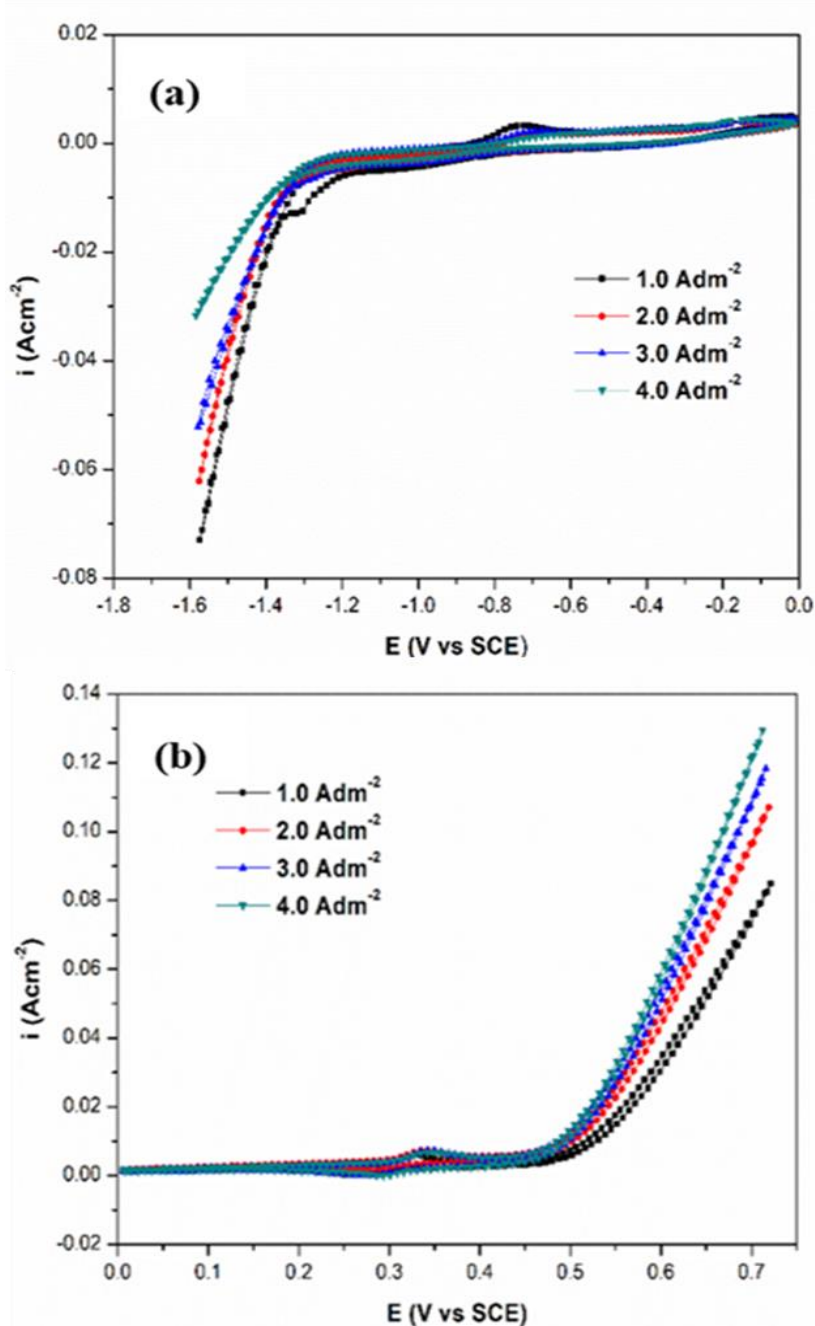 (a)
0.02
0.00
-0.02
-0.04
-0.06
-0.08
i (Acm-2)
1.0 Adm-2
2.0 Adm-2
3.0 Adm-2
4.0 Adm-2
-1.8 -1.6 -1.4 -1.2 -1.0 -0.8 -0.6 -0.4 -0.2 0.0
E (V vs SCE)
(b)
0.14
0.12
0.10
0.08
0.06
0.04
0.02
0.00
-0.02
i (Acm-2)
1.0 Adm-2
2.0 Adm-2
3.0 Adm-2
4.0 Adm-2
0.0 0.1 0.2 0.3 0.4 0.5 0.6 0.7
E (V vs SCE)